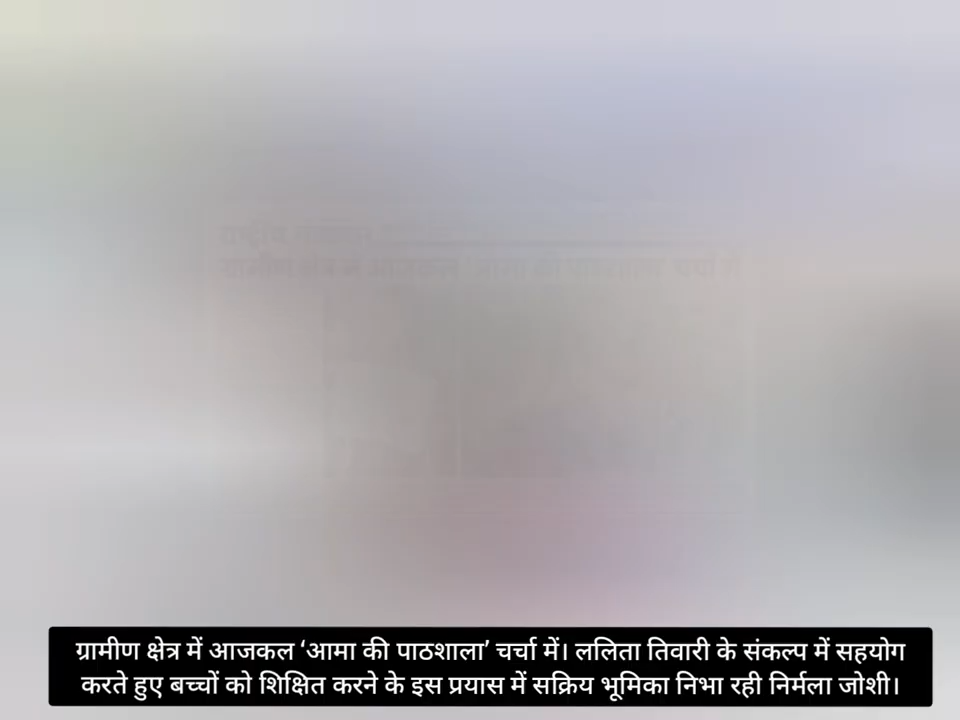 ग्रामीण क्षेत्र में आजकल ‘आमा की पाठशाला’ चर्चा में। ललिता तिवारी के संकल्प में सहयोग
करते हुए बच्चों को शिक्षित करने के इस प्रयास में सक्रिय भूमिका निभा रही निर्मला जोशी।